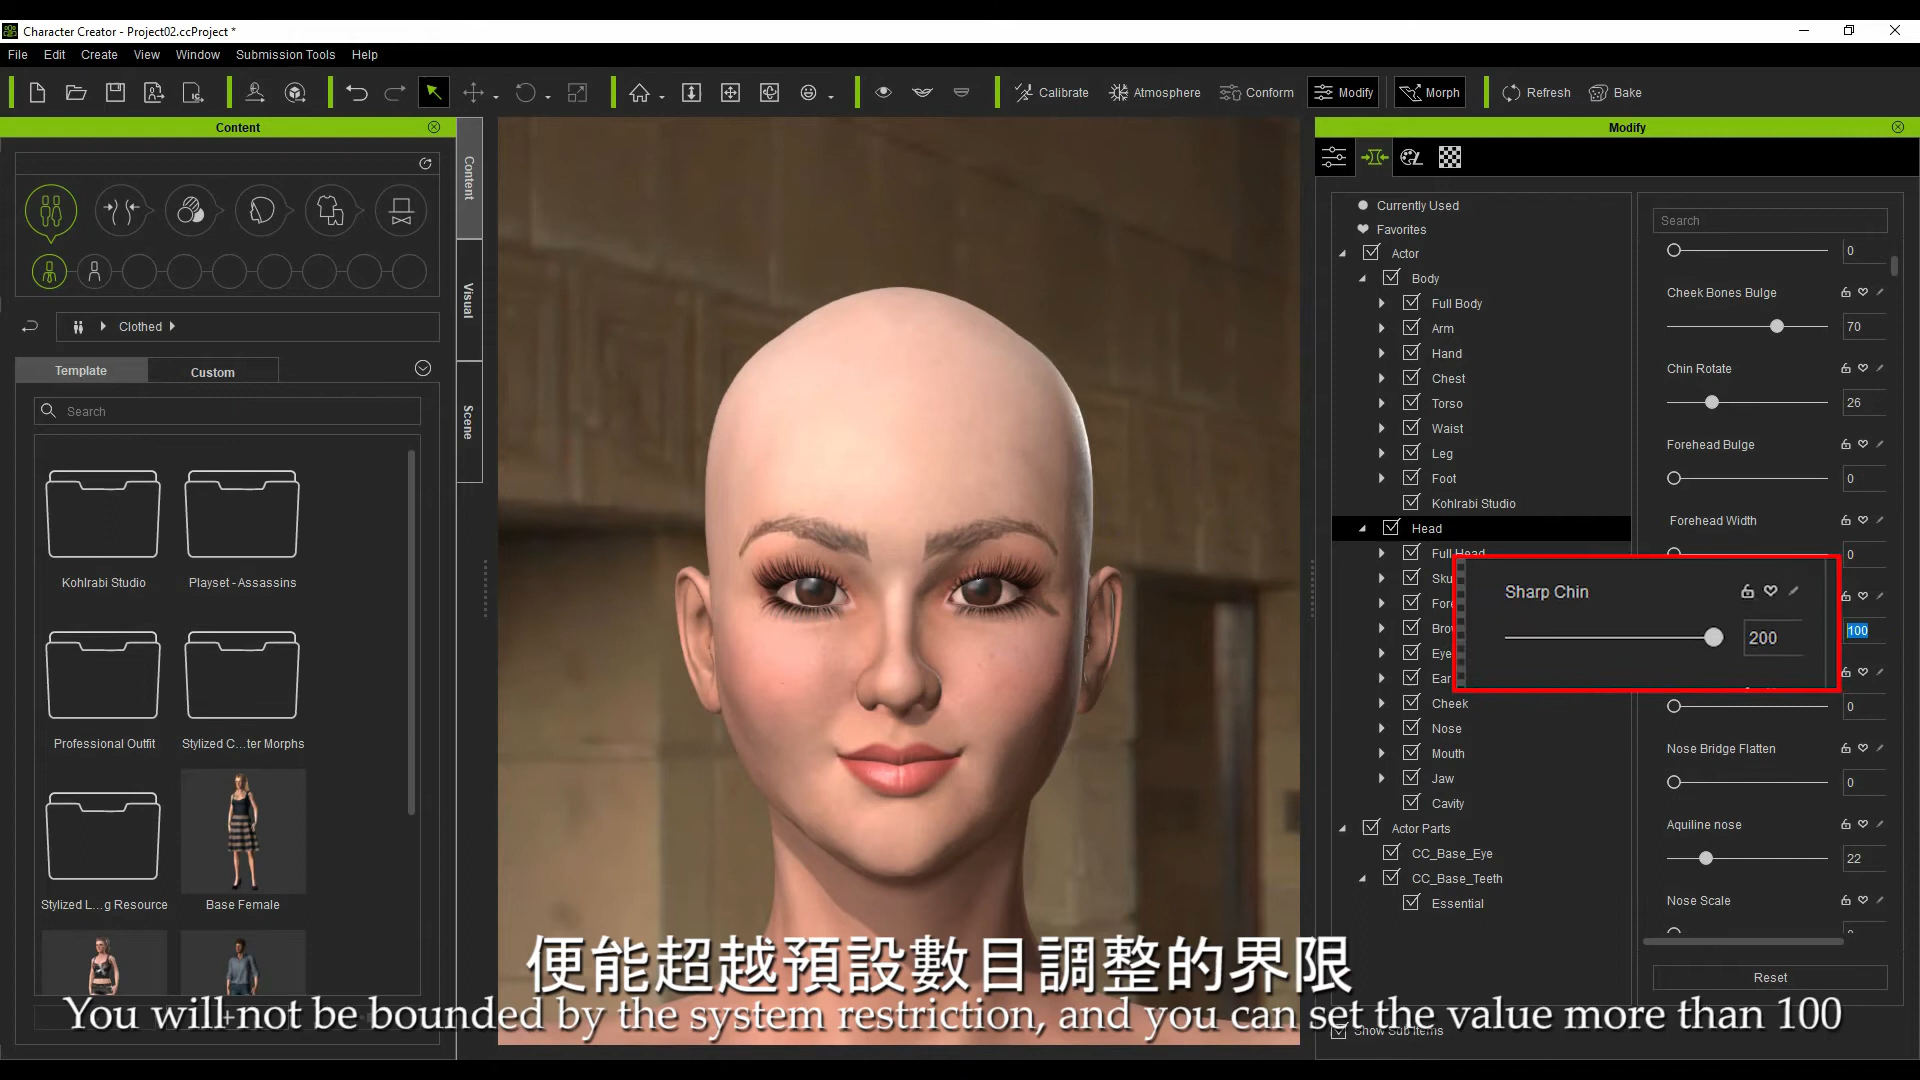 Character Creator - Project02.ccProject *
File Edit Create View Window Submission Tools Help
Calibrate Atmosphere Conform Modify Morph Refresh Bake
Content
Clothed
Template Custom
Search
Kohlrabi Studio
Playset - Assassins
Professional Outfit
Stylized C...ter Morphs
Stylized L...g Resource
Base Female
Content
Visual
Scene
Modify
Currently Used
Favorites
Actor
Body
Full Body
Arm
Hand
Chest
Torso
Waist
Leg
Foot
Kohlrabi Studio
Head
Full Head
Cheek
Nose
Mouth
Jaw
Cavity
Actor Parts
CC_Base_Eye
CC_Base_Teeth
Essential
Show Sub Items
Search
0
Cheek Bones Bulge
70
Chin Rotate
26
Forehead Bulge
0
Forehead Width
0
Sharp Chin
200
100
0
Nose Bridge Flatten
0
Aquiline nose
22
Nose Scale
Reset
便能超越預設數目調整的界限
You will not be bounded by the system restriction, and you can set the value more than 100